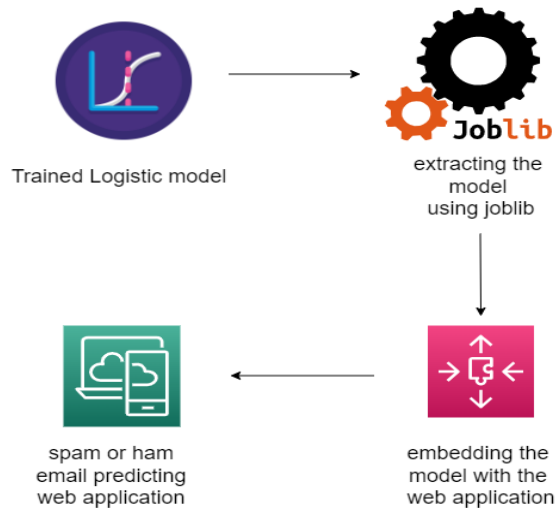 Joblib
Trained Logistic model
extracting the
model
using joblib
spam or ham
email predicting
web application
embedding the
model with the
web application